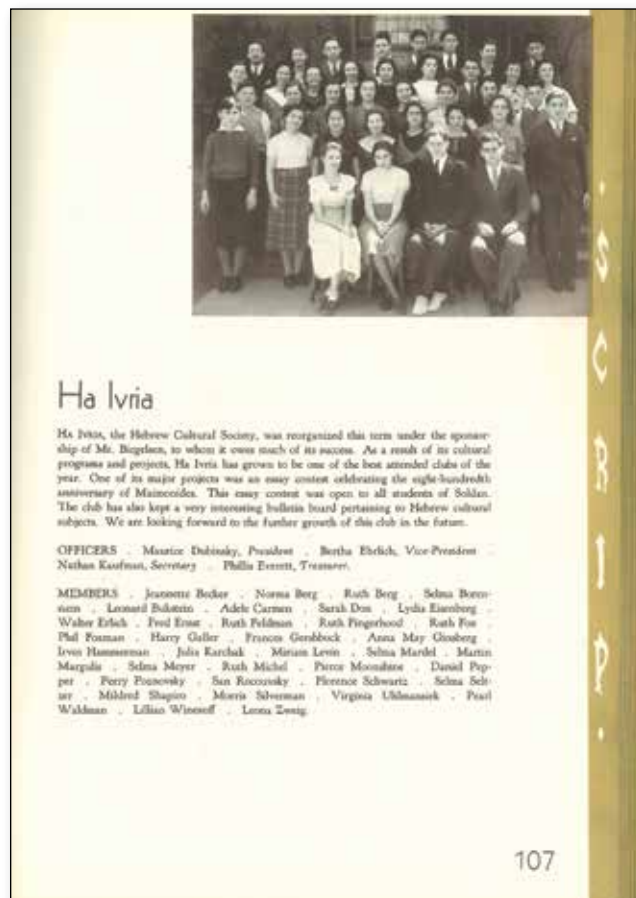 Ha Ivria
HA IVRIA, the Hebrew Cultural Society, was reorganized this term under the sponsor-
ship of Mr. Birgelsen, to whom it owes much of its success. As a result of its cultural
programs and projects, Ha Ivria has grown to be one of the best attended clubs of the
year. One of its major projects was an essay contest celebrating the eight-hundredth
anniversary of Maimonides. This essay contest was open to all students of Soldan.
The club has also kept a very interesting bulletin board pertaining to Hebrew cultural
subjects. We are looking forward to the further growth of this club in the future.
OFFICERS . Maurice Dubinsky, President . Bertha Ehrlich, Vice-President .
Nathan Kaufman, Secretary . Phillis Everett, Treasurer.
MEMBERS . Jeannette Becker . Norma Berg . Ruth Berg . Selma Boren-
stein . Leonard Bukstein . Adele Carmen . Sarah Don . Lydia Eisenberg .
Walter Erlich . Fred Ernst . Ruth Feldman . Ruth Fingerhood . Ruth Fox
Phil Foxman . Harry Galler . Frances Gershbock . Anna May Ginsberg .
Irven Hammerman . Julia Karchak . Miriam Levin . Selma Mardel . Martin
Margulis . Selma Meyer . Ruth Michel . Pierce Moonshine . Daniel Pep-
per . Perry Poznovsky . San . Florence Schwartz . Selma Selt-
zer . Mildred Shapiro . Morris Silverman . Virginia . Pearl
Waldman . Lillian Winesoff . Leona Zweig
· SCRIP ·
107